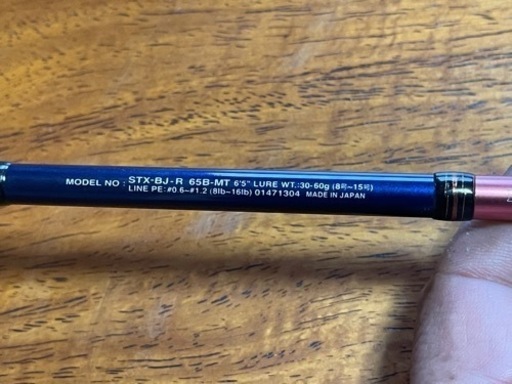 MODEL NO : STX-BJ-R 65B-MT 6'5" LURE WT.:30-60g (8号~15号)
LINE PE:#0.6~#1.2 (8lb~16lb) 01471304 MADE IN JAPAN